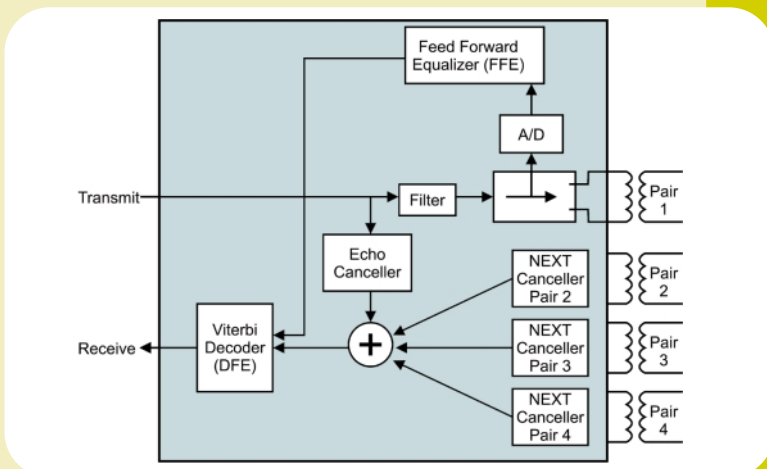 Feed Forward
Equalizer (FFE)
A/D
Transmit
Filter
Pair
1
Echo
Canceller
NEXT
Canceller
Pair 2
Pair
2
Viterbi
Decoder
(DFE)
Receive
+
NEXT
Canceller
Pair 3
Pair
3
NEXT
Canceller
Pair 4
Pair
4